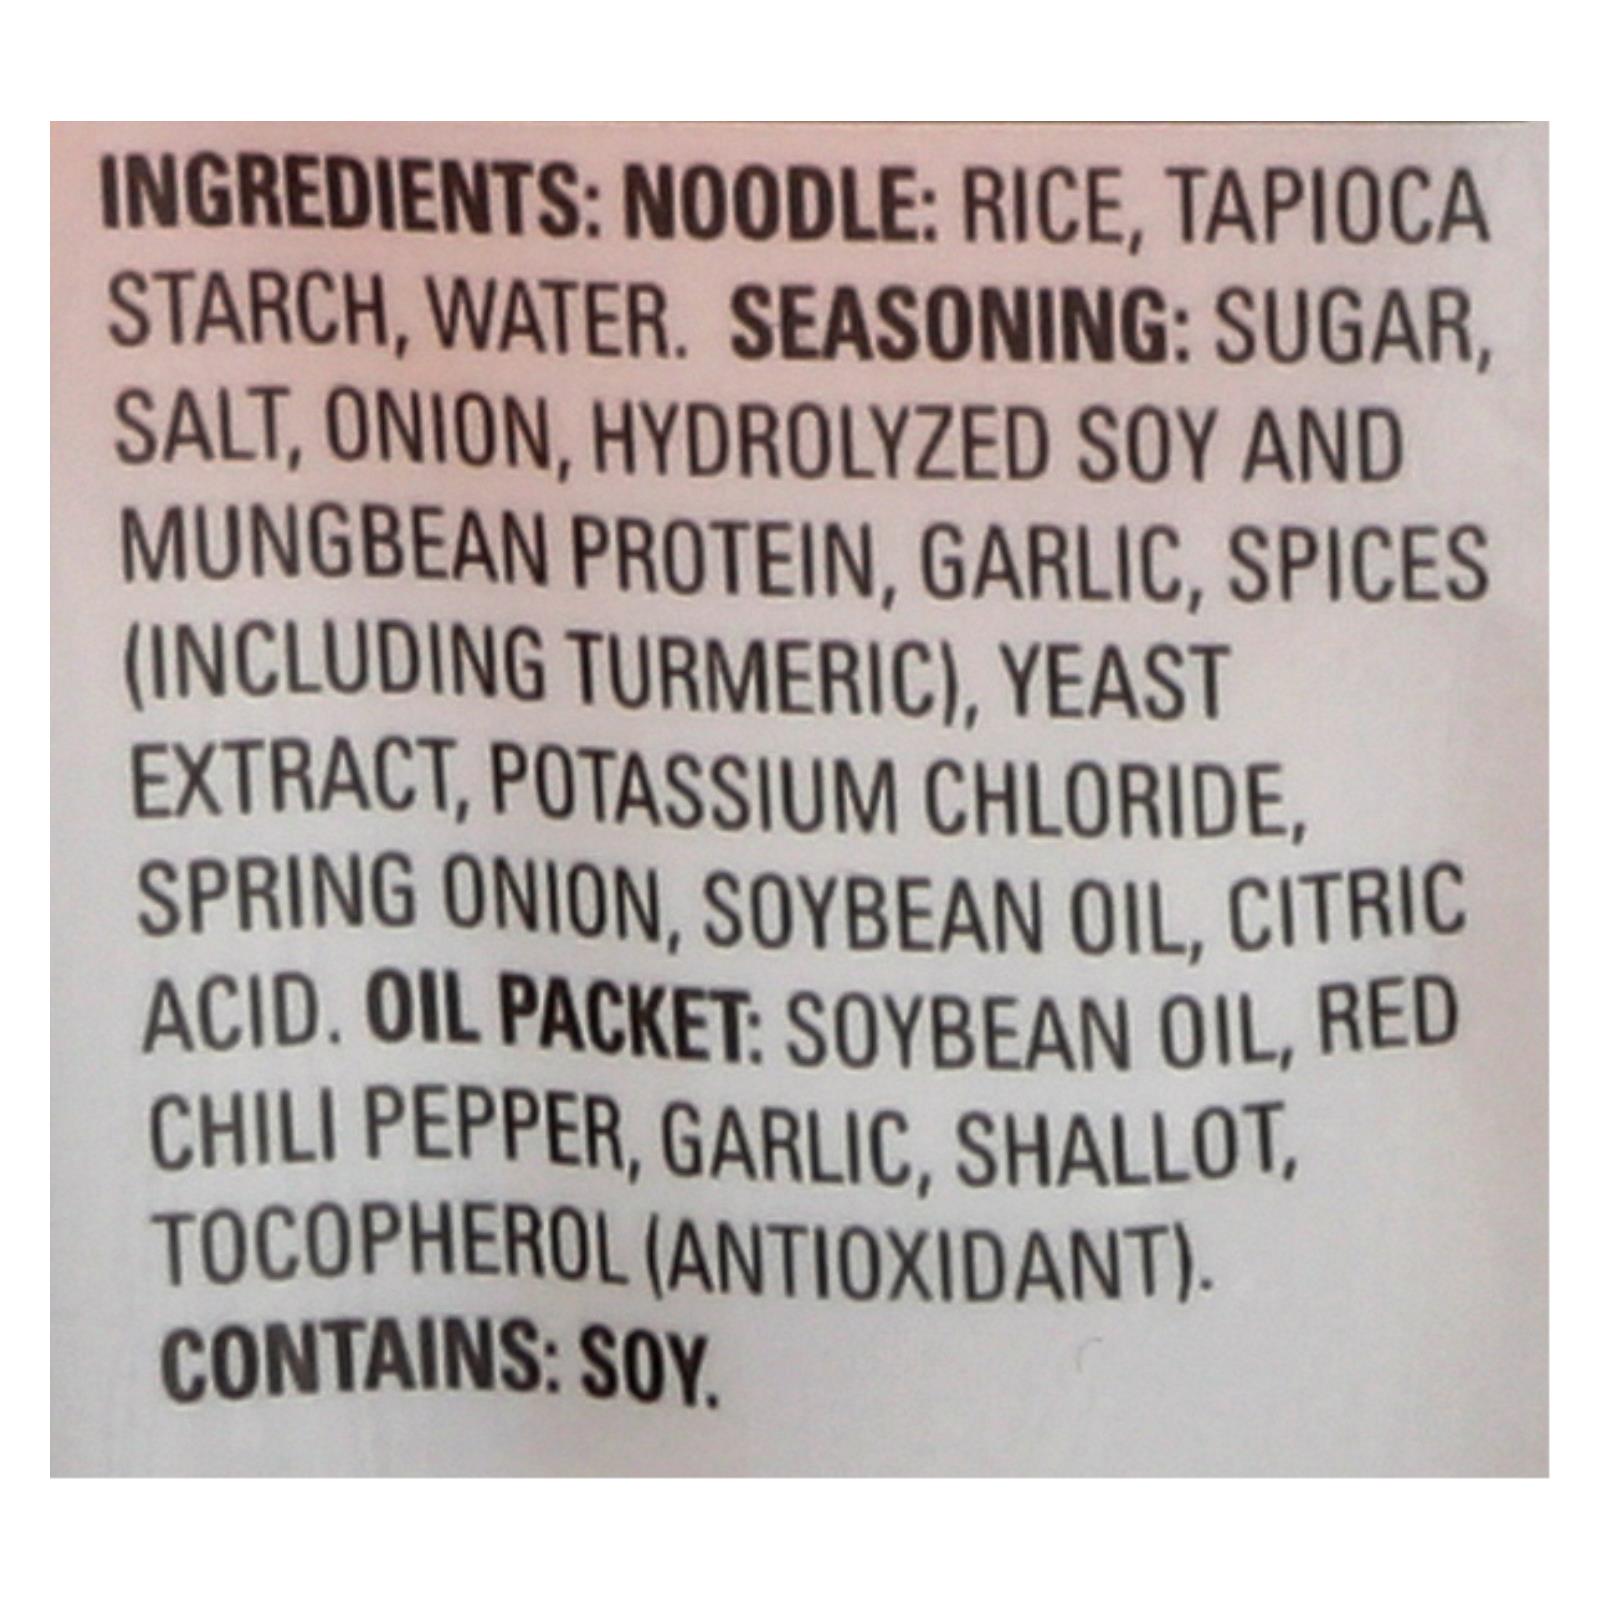 INGREDIENTS: NOODLE: RICE, TAPIOCA
STARCH, WATER. SEASONING: SUGAR,
SALT, ONION, HYDROLYZED SOY AND
MUNGBEAN PROTEIN, GARLIC, SPICES
(INCLUDING TURMERIC), YEAST
EXTRACT, POTASSIUM CHLORIDE,
SPRING ONION, SOYBEAN OIL, CITRIC
ACID. OIL PACKET: SOYBEAN OIL, RED
CHILI PEPPER, GARLIC, SHALLOT,
TOCOPHEROL (ANTIOXIDANT).
CONTAINS: SOY.